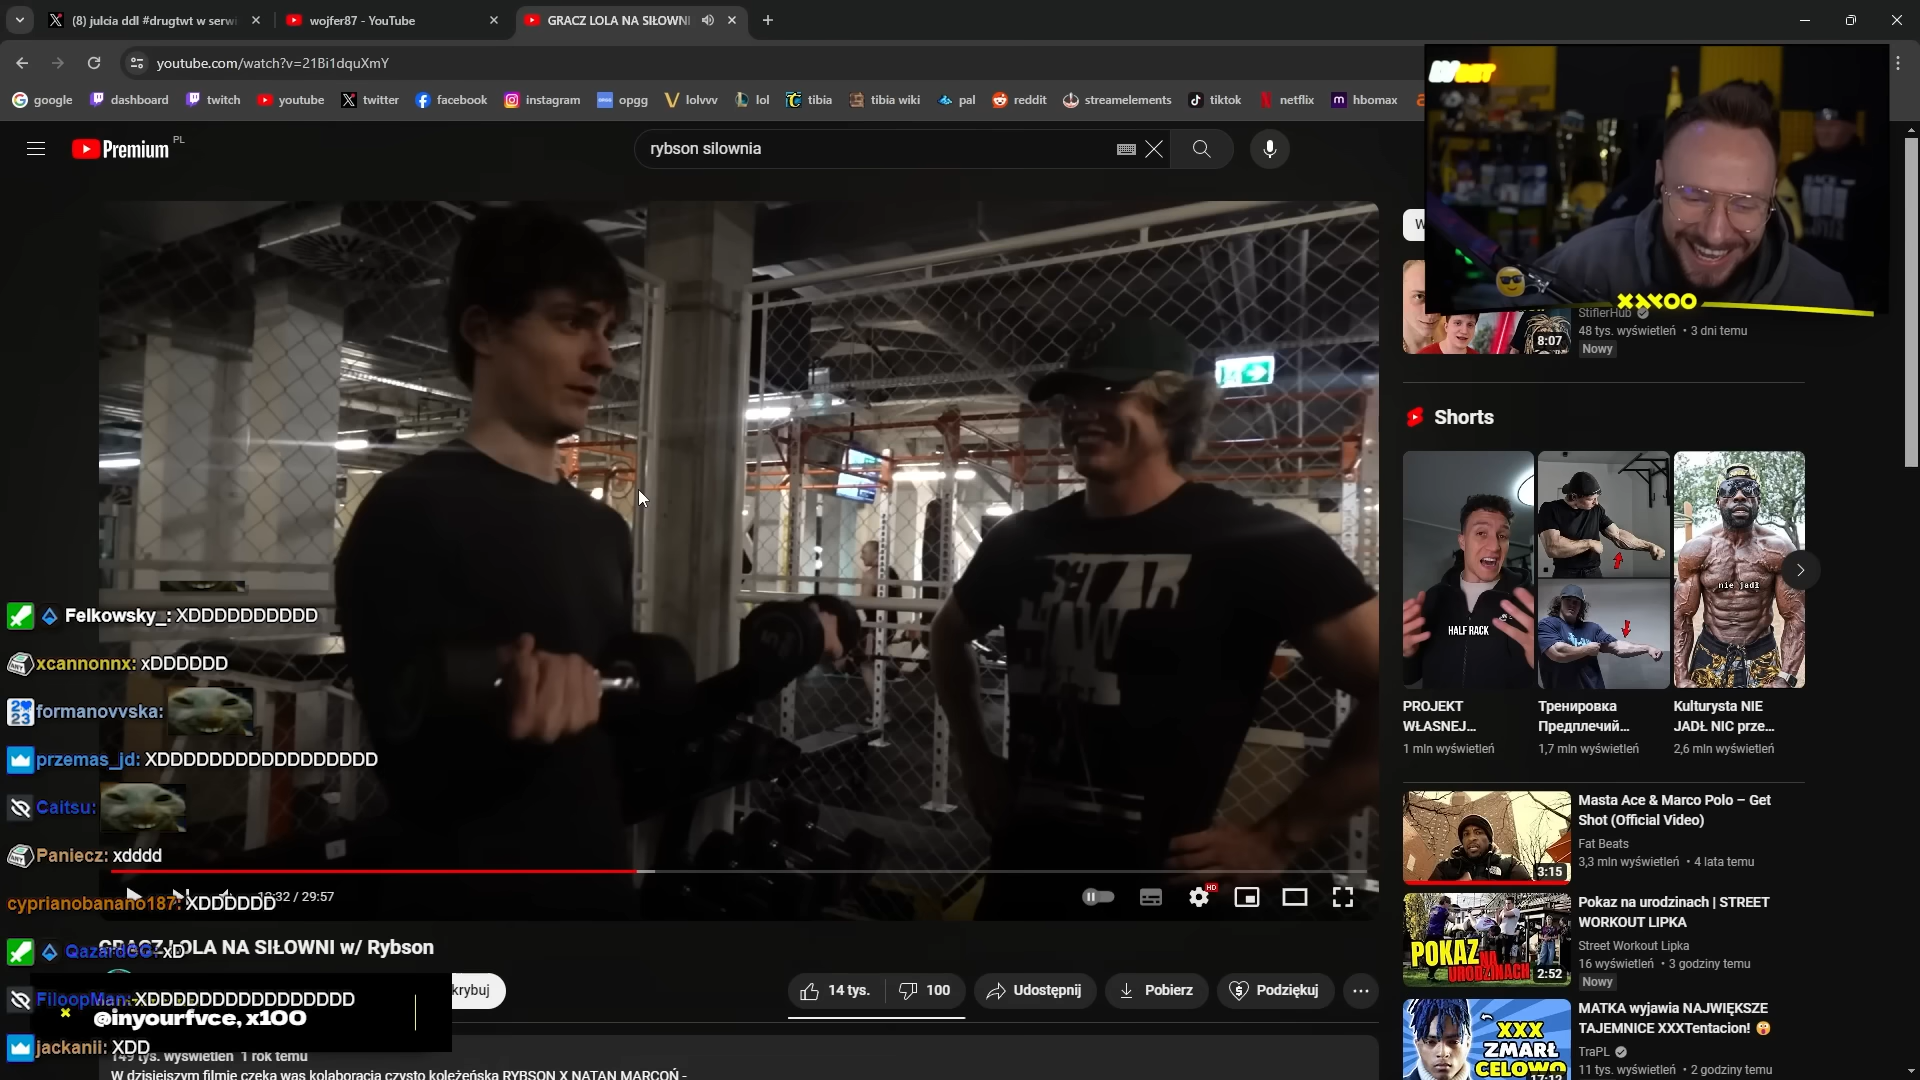 (8) julcia ddl #drugtwt w serwi
wojfer87 - YouTube
GRACZ LOLA NA SIŁOWNI
youtube.com/watch?v=21Bi1dquXmY
google
dashboard
twitch
youtube
twitter
facebook
instagram
opgg
lolvvv
lol
tibia
tibia wiki
pal
reddit
streamelements
tiktok
netflix
hbomax
Premium
PL
rybson silownia
XAYOO
StiflerHub
48 tys. wyświetleń • 3 dni temu
Nowy
8:07
Shorts
HALF RACK
nie jadł
PROJEKT
WŁASNEJ...
1 mln wyświetleń
Тренировка
Предплечий...
1,7 mln wyświetleń
Kulturysta NIE
JADŁ NIC prze...
2,6 mln wyświetleń
Felkowsky_: XDDDDDDDDDD
xcannonnx: xDDDDDD
formanovvska:
przemas_jd: XDDDDDDDDDDDDDDDDDD
Caitsu:
Paniecz: xdddd
cyprianobanano187: XDDDDDD
/ 29:57
HD
QazardGG: xD
LOLA NA SIŁOWNI w/ Rybson
FiloopMan: XDDDDDDDDDDDDDDDD
@inyourfvce, x100
jackanii: XDD
krybuj
14 tys.
100
Udostępnij
Pobierz
Podziękuj
149 tys. wyświetleń 1 rok temu
W dzisiejszym filmie czeka was kolaboracja czysto koleżeńska RYBSON X NATAN MARCOŃ -
Masta Ace & Marco Polo – Get
Shot (Official Video)
Fat Beats
3,3 mln wyświetleń • 4 lata temu
3:15
Pokaz na urodzinach | STREET
WORKOUT LIPKA
Street Workout Lipka
16 wyświetleń • 3 godziny temu
Nowy
POKAZ NA
URODZINACH
2:52
MATKA wyjawia NAJWIĘKSZE
TAJEMNICE XXXTentacion!
TraPL
11 tys. wyświetleń • 2 godziny temu
XXX
ZMARŁ
CELOWO
17:12